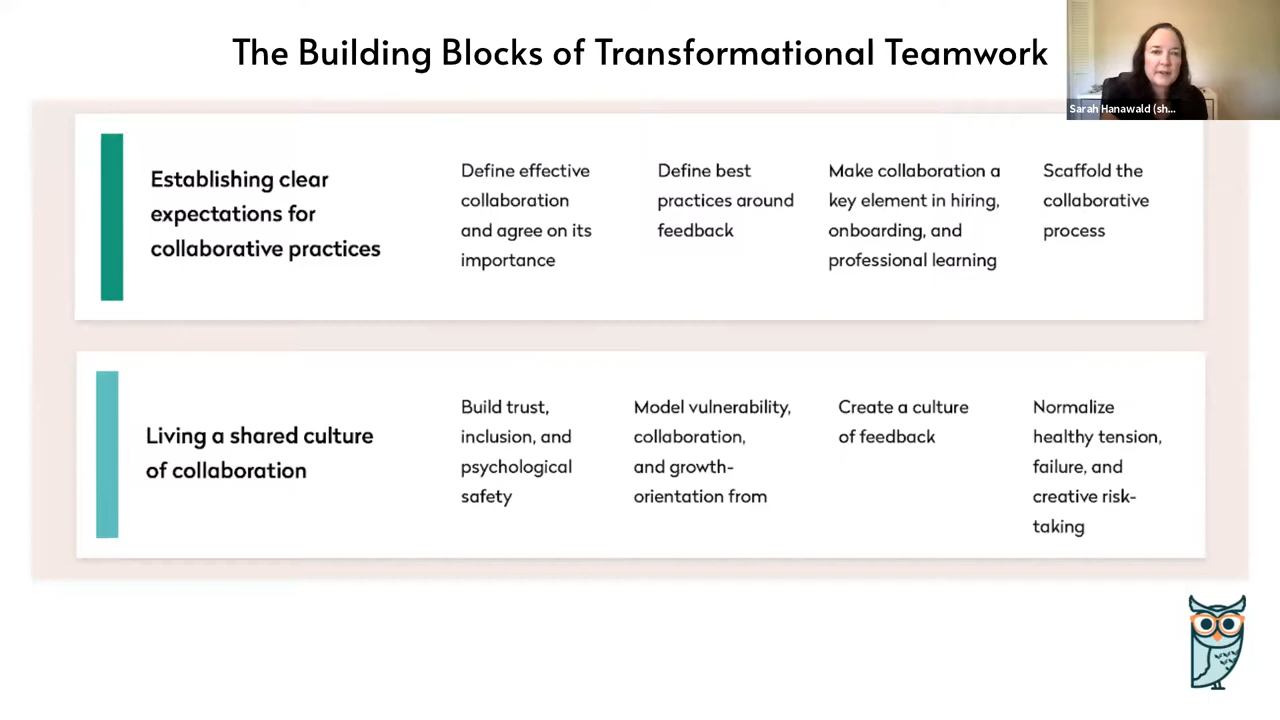 The Building Blocks of Transformational Teamwork
Sarah Hanawald (sh...
Establishing clear
expectations for
collaborative practices
Define effective
collaboration
and agree on its
importance
Define best
practices around
feedback
Make collaboration a
key element in hiring,
onboarding, and
professional learning
Scaffold the
collaborative
process
Living a shared culture
of collaboration
Build trust,
inclusion, and
psychological
safety
Model vulnerability,
collaboration,
and growth-
orientation from
Create a culture
of feedback
Normalize
healthy tension,
failure, and
creative risk-
taking